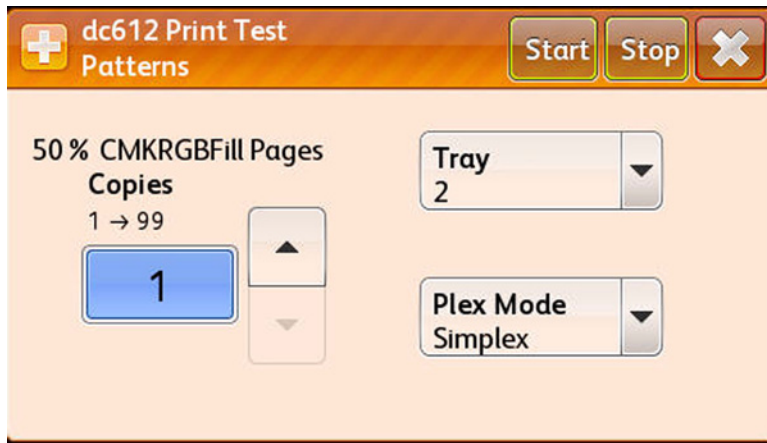 dc612 Print Test
Patterns
Start
Stop
50 % CMKRGBFill Pages
Copies
1 → 99
1
Tray
2
Plex Mode
Simplex